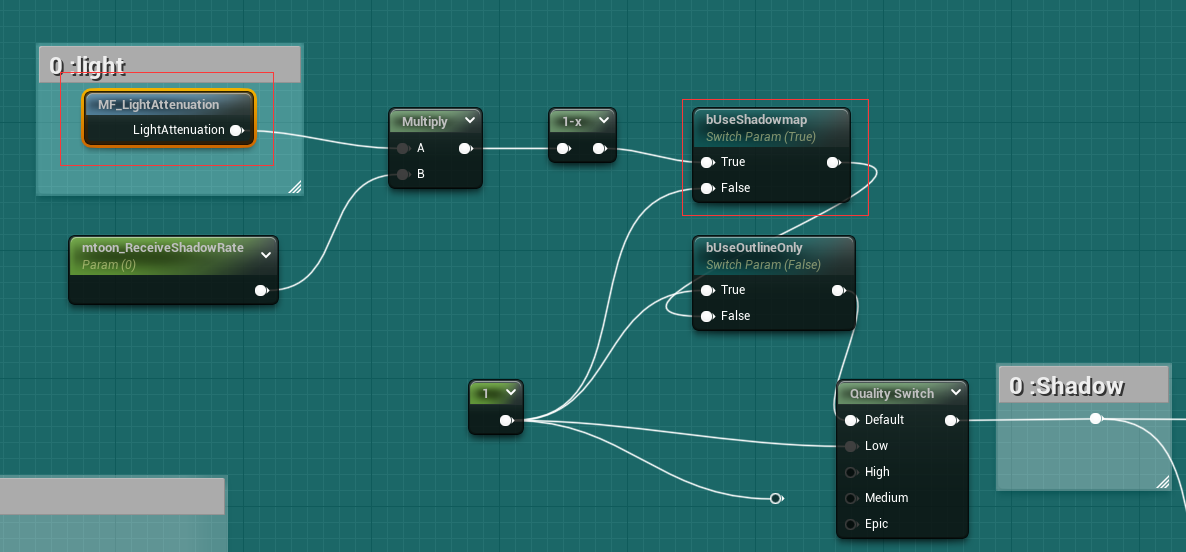 0 :light
MF_LightAttenuation
LightAttenuation
mtoon_ReceiveShadowRate
Param (0)
Multiply
A
B
1-x
bUseShadowmap
Switch Param (True)
True
False
bUseOutlineOnly
Switch Param (False)
True
False
1
Quality Switch
Default
Low
High
Medium
Epic
0 :Shadow